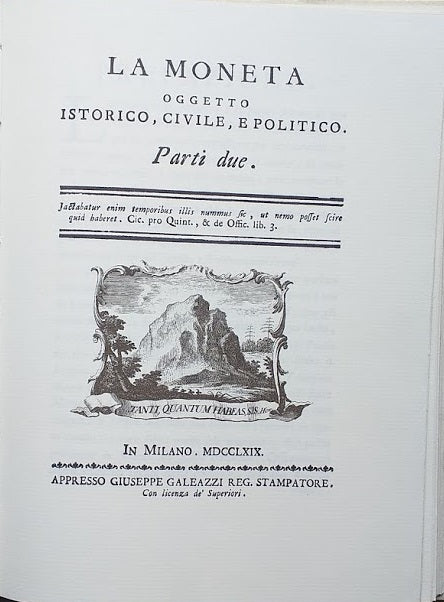 LA MONETA
OGGETTO
ISTORICO, CIVILE, E POLITICO.
Parti due.
Jactabatur enim temporibus illis nummus sic, ut nemo posset scire
quid haberet. Cic. pro Quint., & de Offic. lib. 3.
TANTI, QUANTUM HABEAS, SIS. Hor.
IN MILANO. MDCCLXIX.
APPRESSO GIUSEPPE GALEAZZI REG. STAMPATORE.
Con licenza de' Superiori.